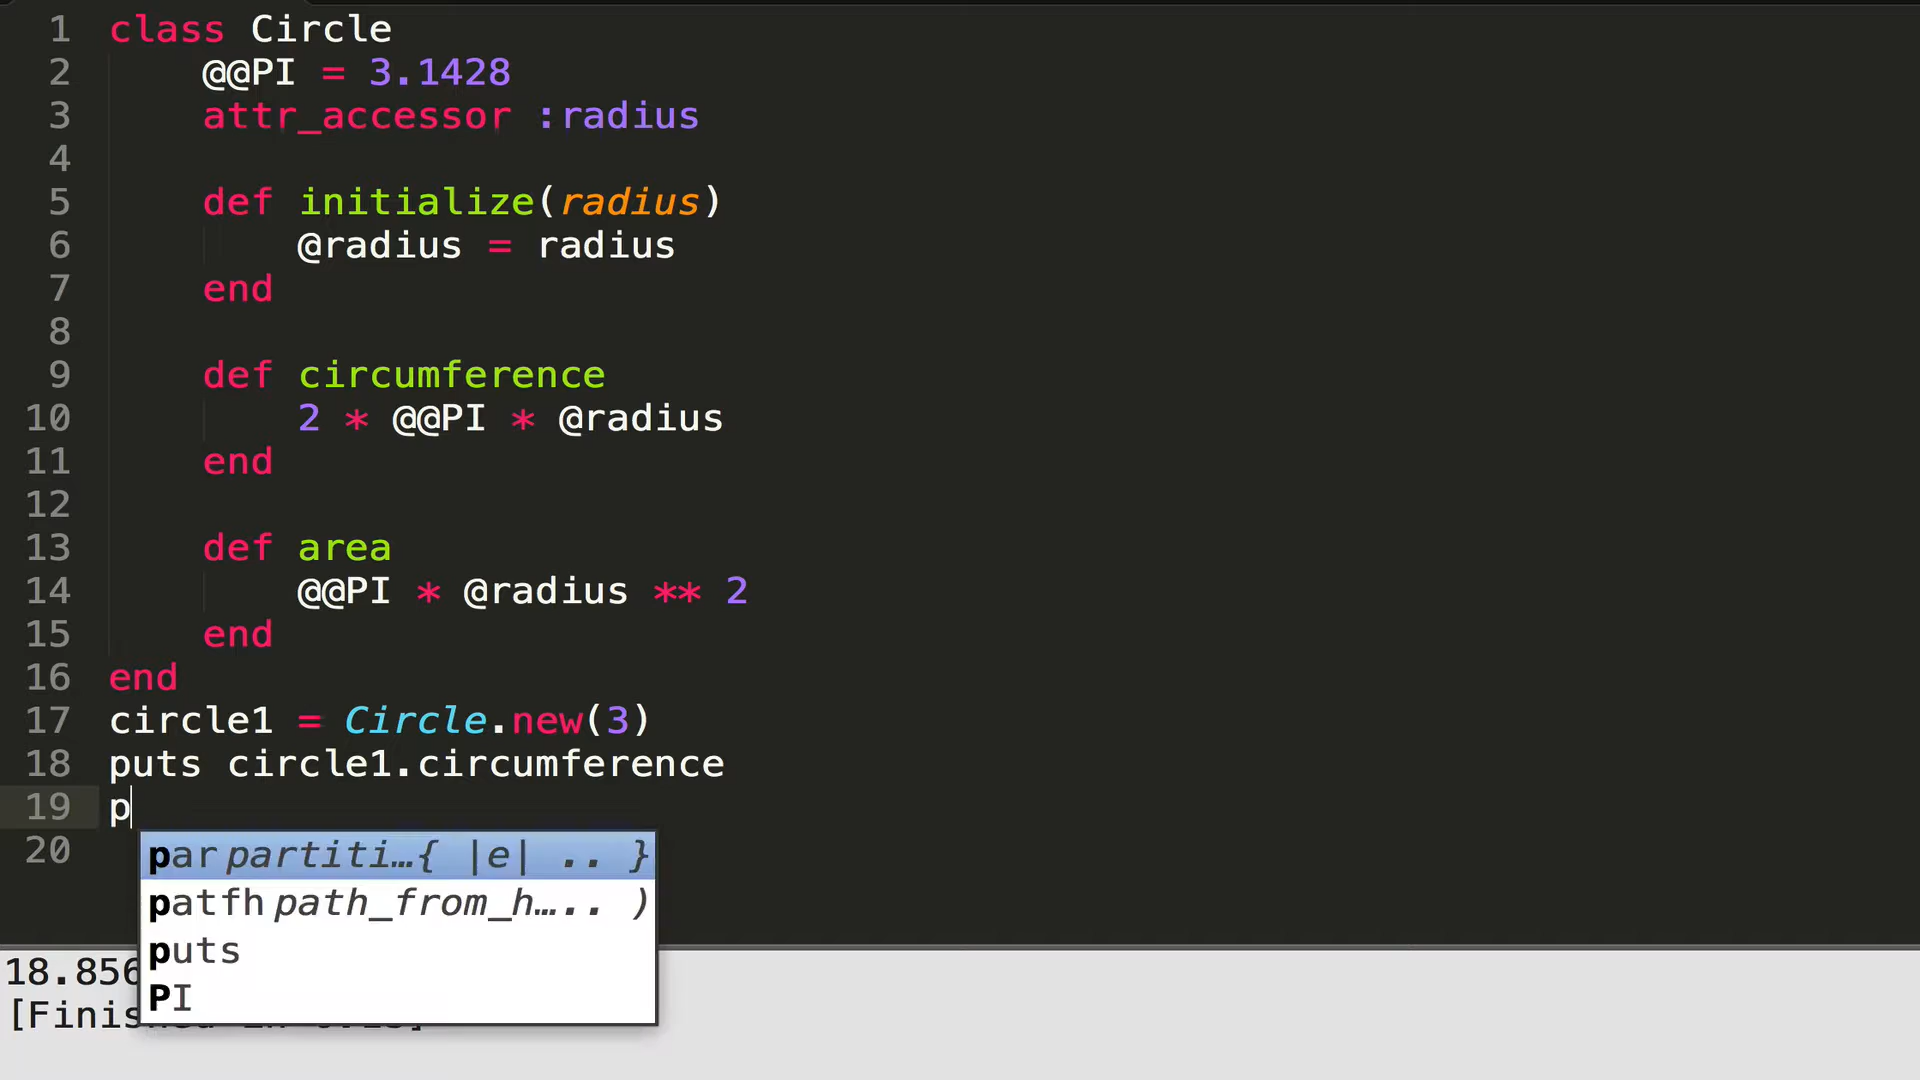 1 class Circle
2 @@PI = 3.1428
3 attr_accessor :radius
4
5 def initialize(radius)
6 @radius = radius
7 end
8
9 def circumference
10 2 * @@PI * @radius
11 end
12
13 def area
14 @@PI * @radius ** 2
15 end
16 end
17 circle1 = Circle.new(3)
18 puts circle1.circumference
19 p
20
par partiti…{ |e| .. }
patfh path_from_h….. )
puts
PI
18.856
[Finished in